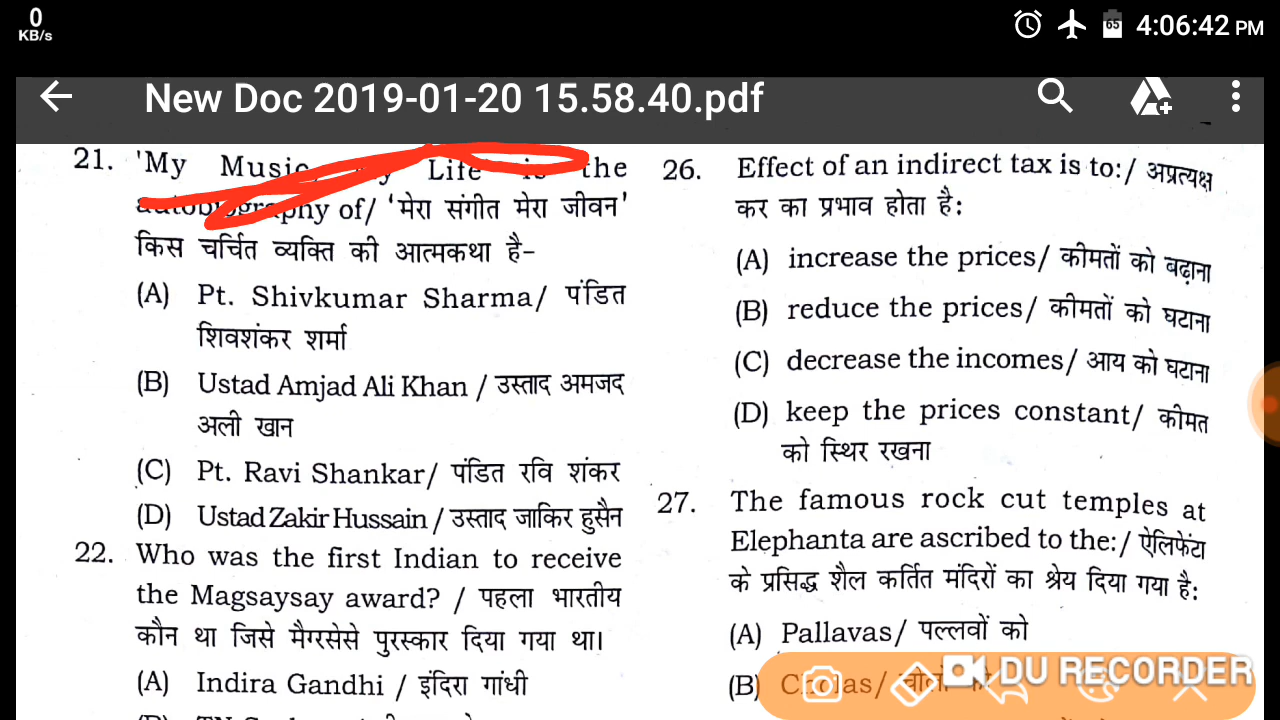 0
KB/s
65
4:06:42 PM
New Doc 2019-01-20 15.58.40.pdf
21. 'My Music, My Life' is the
autobiography of/ 'मेरा संगीत मेरा जीवन'
किस चर्चित व्यक्ति की आत्मकथा है-
(A) Pt. Shivkumar Sharma/ पंडित
शिवशंकर शर्मा
(B) Ustad Amjad Ali Khan / उस्ताद अमजद
अली खान
(C) Pt. Ravi Shankar/ पंडित रवि शंकर
(D) Ustad Zakir Hussain / उस्ताद जाकिर हुसैन
22. Who was the first Indian to receive
the Magsaysay award? / पहला भारतीय
कौन था जिसे मैग्रसेसे पुरस्कार दिया गया था।
(A) Indira Gandhi / इंदिरा गांधी
26. Effect of an indirect tax is to:/ अप्रत्यक्ष
कर का प्रभाव होता है:
(A) increase the prices/ कीमतों को बढ़ाना
(B) reduce the prices/ कीमतों को घटाना
(C) decrease the incomes/ आय को घटाना
(D) keep the prices constant/ कीमत
को स्थिर रखना
27. The famous rock cut temples at
Elephanta are ascribed to the:/ ऐलिफेंटा
के प्रसिद्ध शैल कर्तित मंदिरों का श्रेय दिया गया है:
(A) Pallavas/ पल्लवों को
(B) Cholas/
DU RECORDER